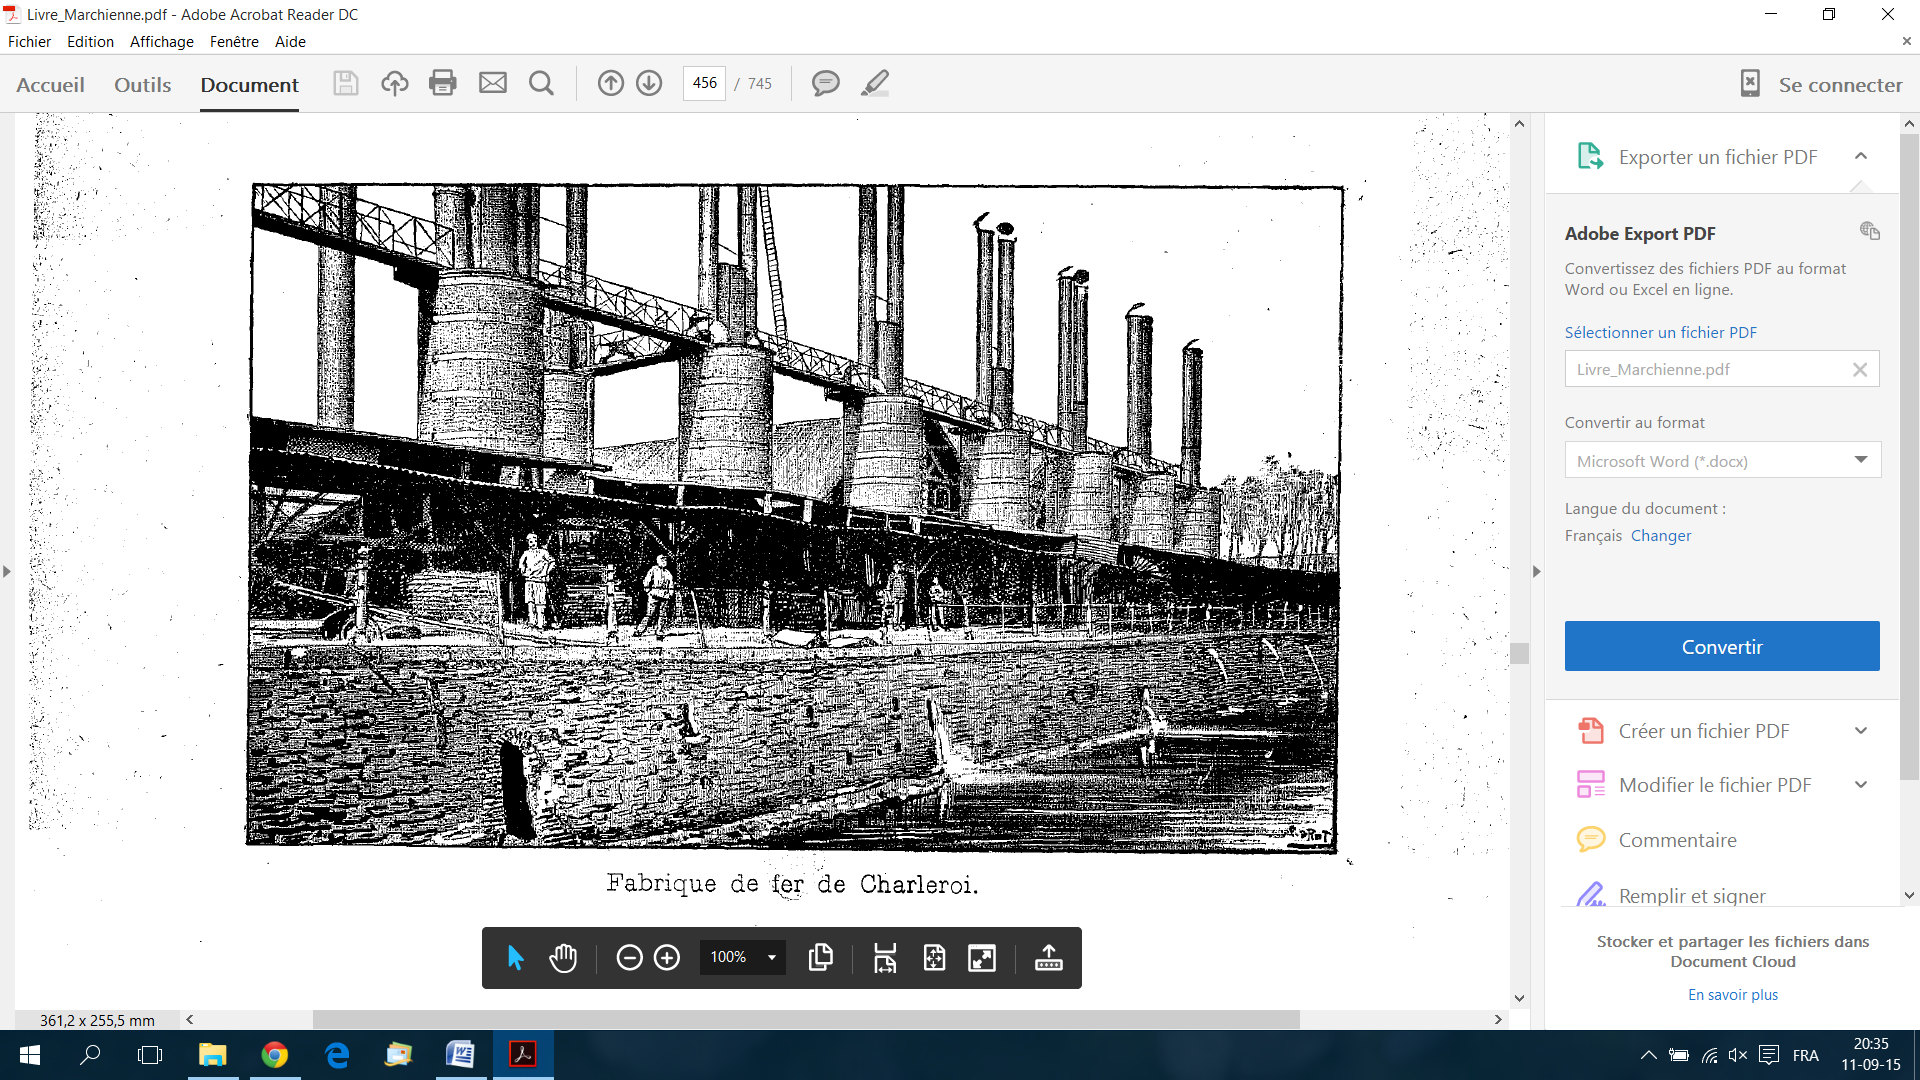 Livre_Marchienne.pdf - Adobe Acrobat Reader DC
Fichier Edition Affichage Fenêtre Aide
Accueil Outils Document 456 / 745 Se connecter
Exporter un fichier PDF
Adobe Export PDF
Convertissez des fichiers PDF au format
Word ou Excel en ligne.
Sélectionner un fichier PDF
Livre_Marchienne.pdf
Convertir au format
Microsoft Word (*.docx)
Langue du document :
Français Changer
Convertir
Créer un fichier PDF
Modifier le fichier PDF
Commentaire
Remplir et signer
Stocker et partager les fichiers dans
Document Cloud
En savoir plus
Fabrique de fer de Charleroi.
100%
361,2 x 255,5 mm
FRA
20:35
11-09-15